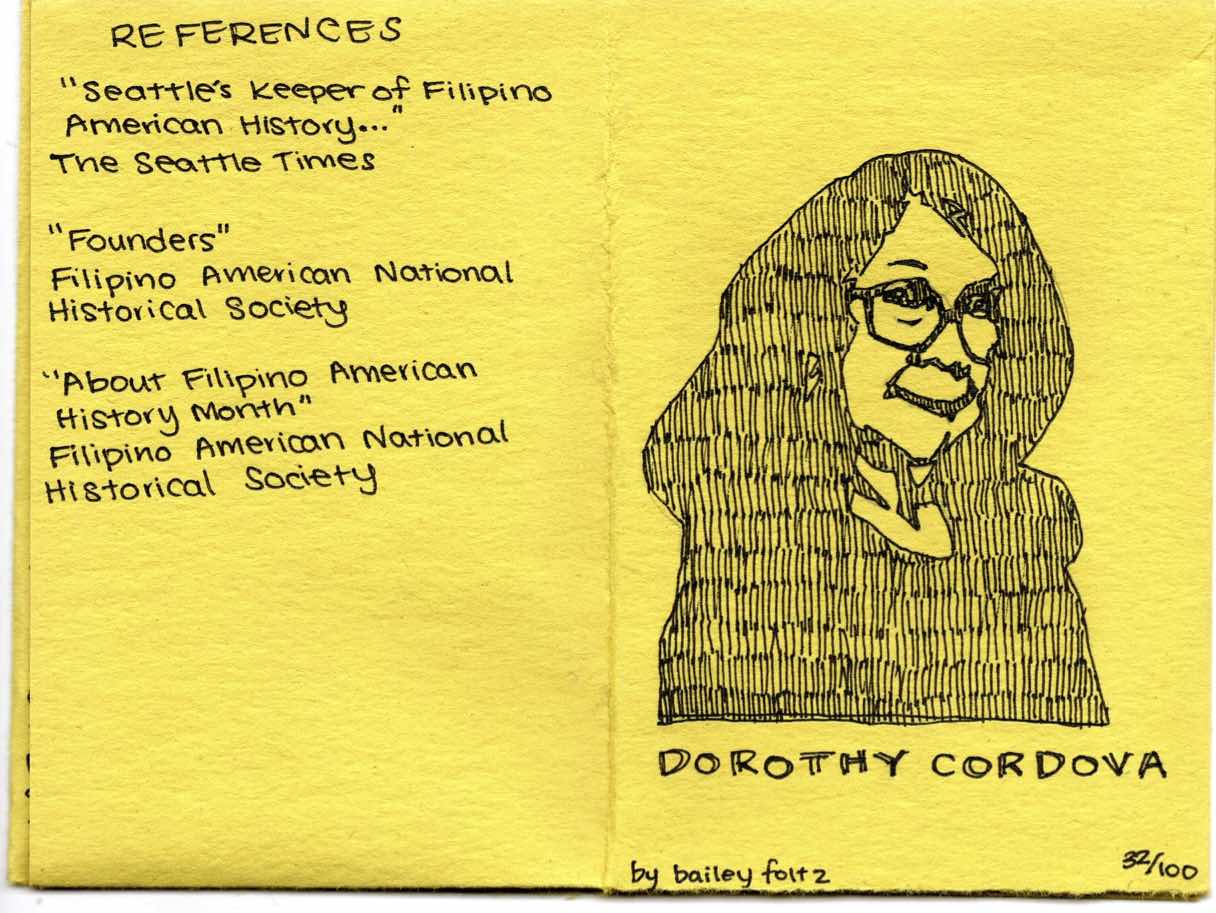 REFERENCES
"Seattle's Keeper of Filipino
American History..."
The Seattle Times
"Founders"
Filipino American National
Historical Society
"About Filipino American
History Month"
Filipino American National
Historical Society
DOROTHY CORDOVA
by bailey foltz
32/100